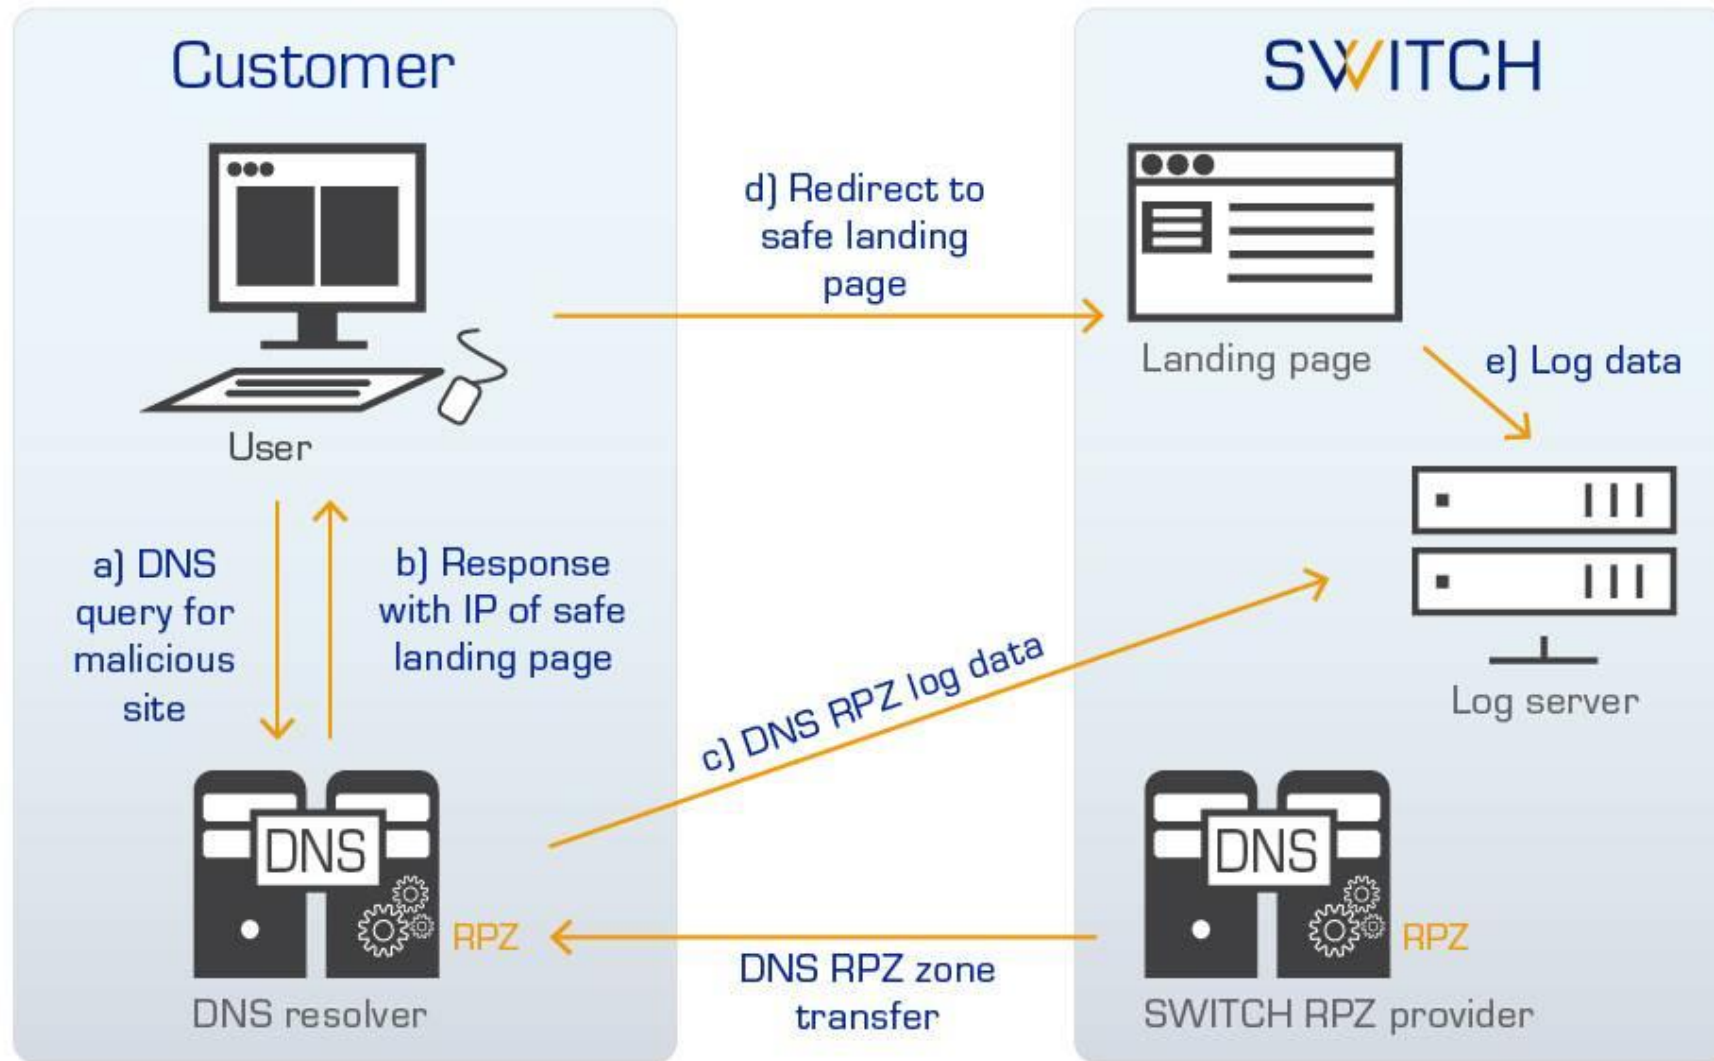 Customer
SWITCH
d) Redirect to
safe landing
page
Landing page
e) Log data
User
a) DNS
query for
malicious
site
b) Response
with IP of safe
landing page
c) DNS RPZ log data
Log server
DNS
RPZ
DNS resolver
DNS RPZ zone
transfer
DNS
RPZ
SWITCH RPZ provider